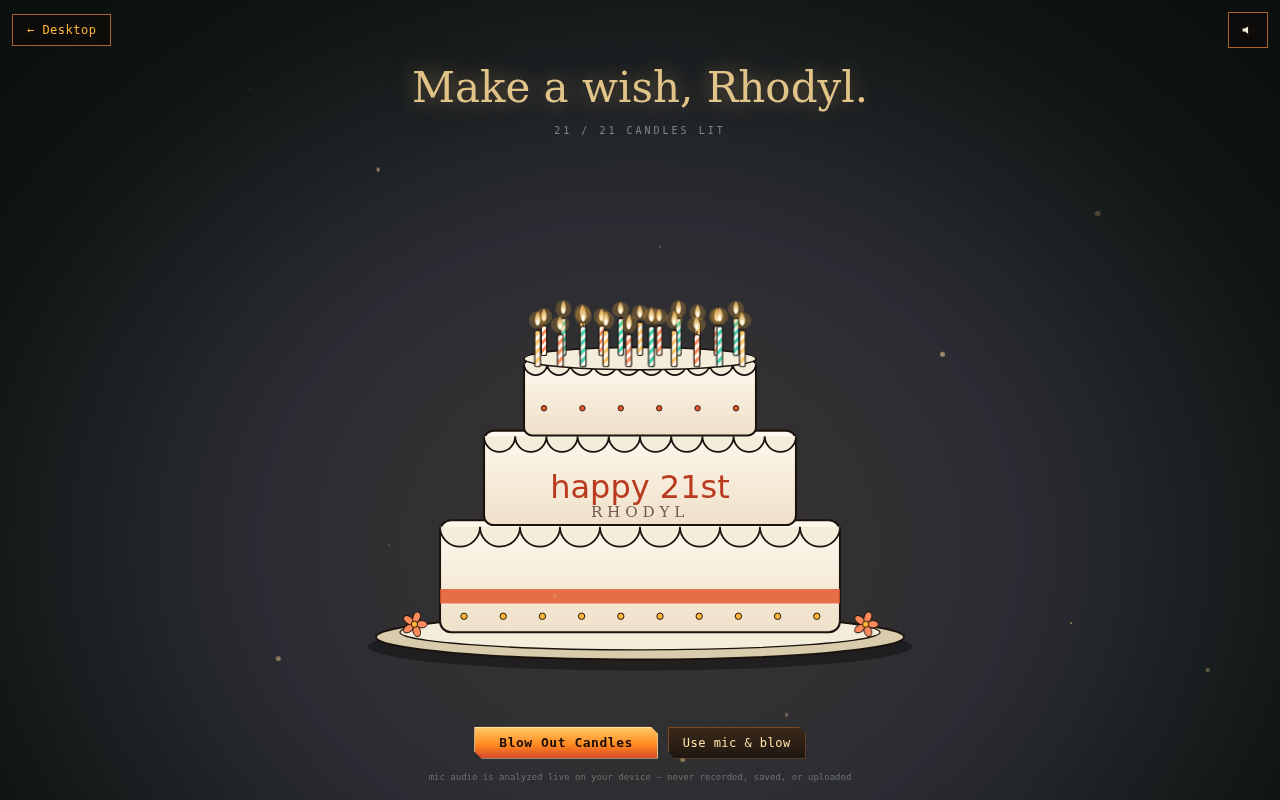 ← Desktop
Make a wish, Rhodyl.
21 / 21 CANDLES LIT
happy 21st
RHODYL
Blow Out Candles
Use mic & blow
mic audio is analyzed live on your device — never recorded, saved, or uploaded